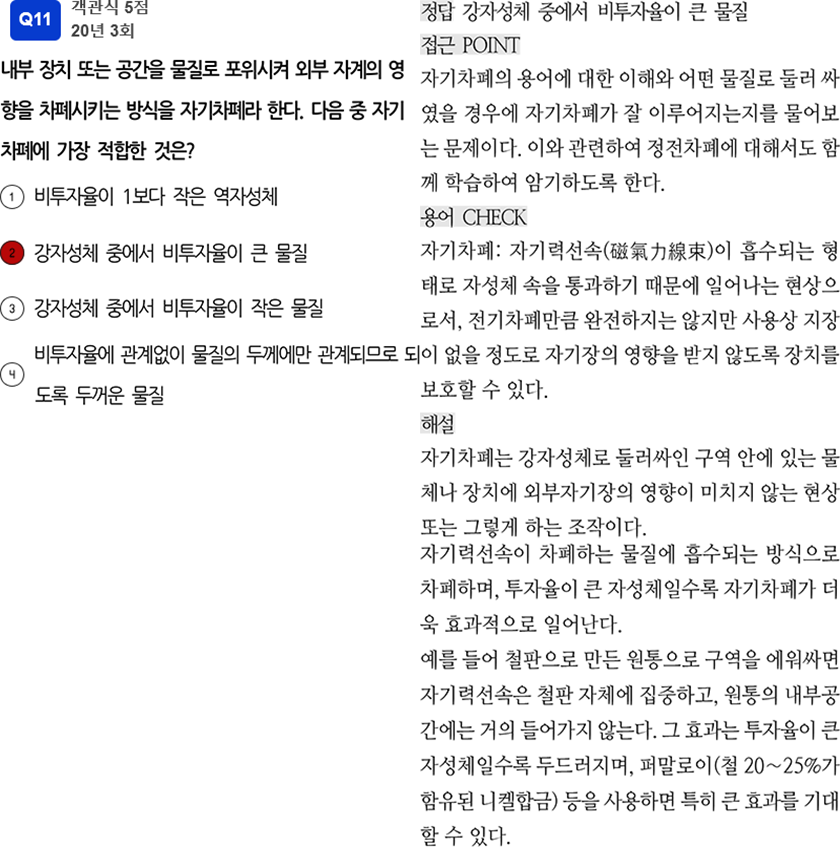 Q11
객관식 5점
20년 3회
내부 장치 또는 공간을 물질로 포위시켜 외부 자계의 영
향을 차폐시키는 방식을 자기차폐라 한다. 다음 중 자기
차폐에 가장 적합한 것은?
1 비투자율이 1보다 작은 역자성체
2 강자성체 중에서 비투자율이 큰 물질
3 강자성체 중에서 비투자율이 작은 물질
4 비투자율에 관계없이 물질의 두께에만 관계되므로 되
도록 두꺼운 물질
정답 강자성체 중에서 비투자율이 큰 물질
접근 POINT
자기차폐의 용어에 대한 이해와 어떤 물질로 둘러 싸
였을 경우에 자기차폐가 잘 이루어지는지를 물어보
는 문제이다. 이와 관련하여 정전차폐에 대해서도 함
께 학습하여 암기하도록 한다.
용어 CHECK
자기차폐: 자기력선속(磁氣力線束)이 흡수되는 형
태로 자성체 속을 통과하기 때문에 일어나는 현상으
로서, 전기차폐만큼 완전하지는 않지만 사용상 지장
이 없을 정도로 자기장의 영향을 받지 않도록 장치를
보호할 수 있다.
해설
자기차폐는 강자성체로 둘러싸인 구역 안에 있는 물
체나 장치에 외부자기장의 영향이 미치지 않는 현상
또는 그렇게 하는 조작이다.
자기력선속이 차폐하는 물질에 흡수되는 방식으로
차폐하며, 투자율이 큰 자성체일수록 자기차폐가 더
욱 효과적으로 일어난다.
예를 들어 철판으로 만든 원통으로 구역을 에워싸면
자기력선속은 철판 자체에 집중하고, 원통의 내부공
간에는 거의 들어가지 않는다. 그 효과는 투자율이 큰
자성체일수록 두드러지며, 퍼말로이(철 20~25%가
함유된 니켈합금) 등을 사용하면 특히 큰 효과를 기대
할 수 있다.